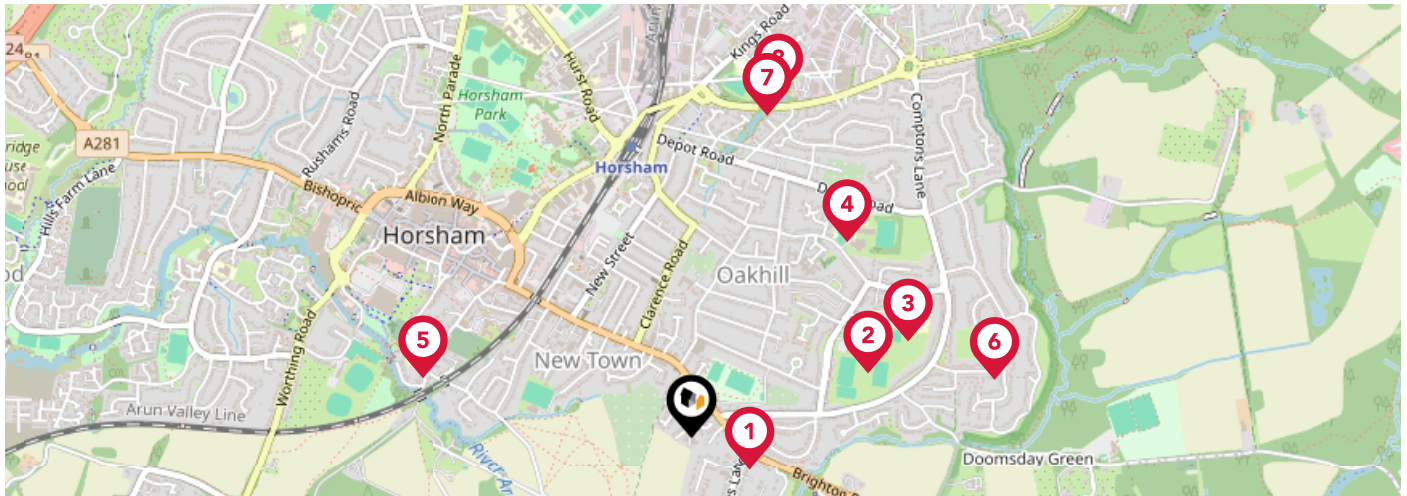 Kings Road
Hurst Road
North Parade
Horsham
Park
7
A281
Rushams Road
Hills Farm Lane
Bishopric
Albion Way
Horsham
Horsham
Depot Road
Comptons Lane
4
New Street
Clarence Road
Oakhill
3
2
6
5
New Town
Worthing Road
Arun Valley Line
1
Doomsday Green
Brighton